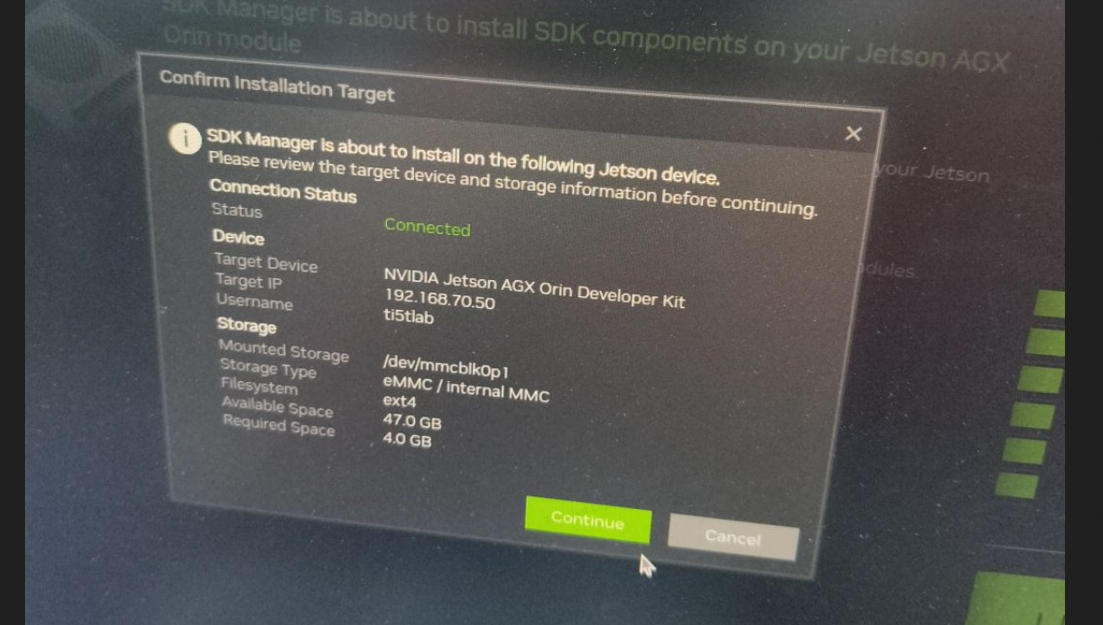 SDK Manager is about to install SDK components on your Jetson AGX
Orin module
Confirm Installation Target
SDK Manager is about to install on the following Jetson device.
Please review the target device and storage information before continuing.
your Jetson
Connection Status
Status Connected
Device
Target Device NVIDIA Jetson AGX Orin Developer Kit
Target IP 192.168.70.50
Username ti5tlab
Storage
Mounted Storage /dev/mmcblk0p1
Storage Type eMMC / internal MMC
Filesystem ext4
Available Space 47.0 GB
Required Space 4.0 GB
Continue Cancel